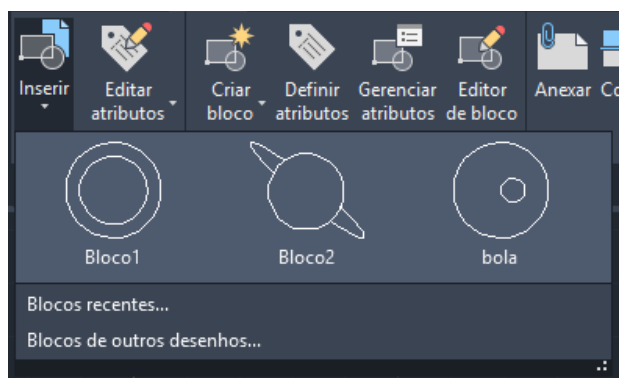 Inserir
Editar
atributos
Criar
bloco
Definir
atributos
Gerenciar
atributos
Editor
de bloco
Anexar
Bloco1
Bloco2
bola
Blocos recentes...
Blocos de outros desenhos...